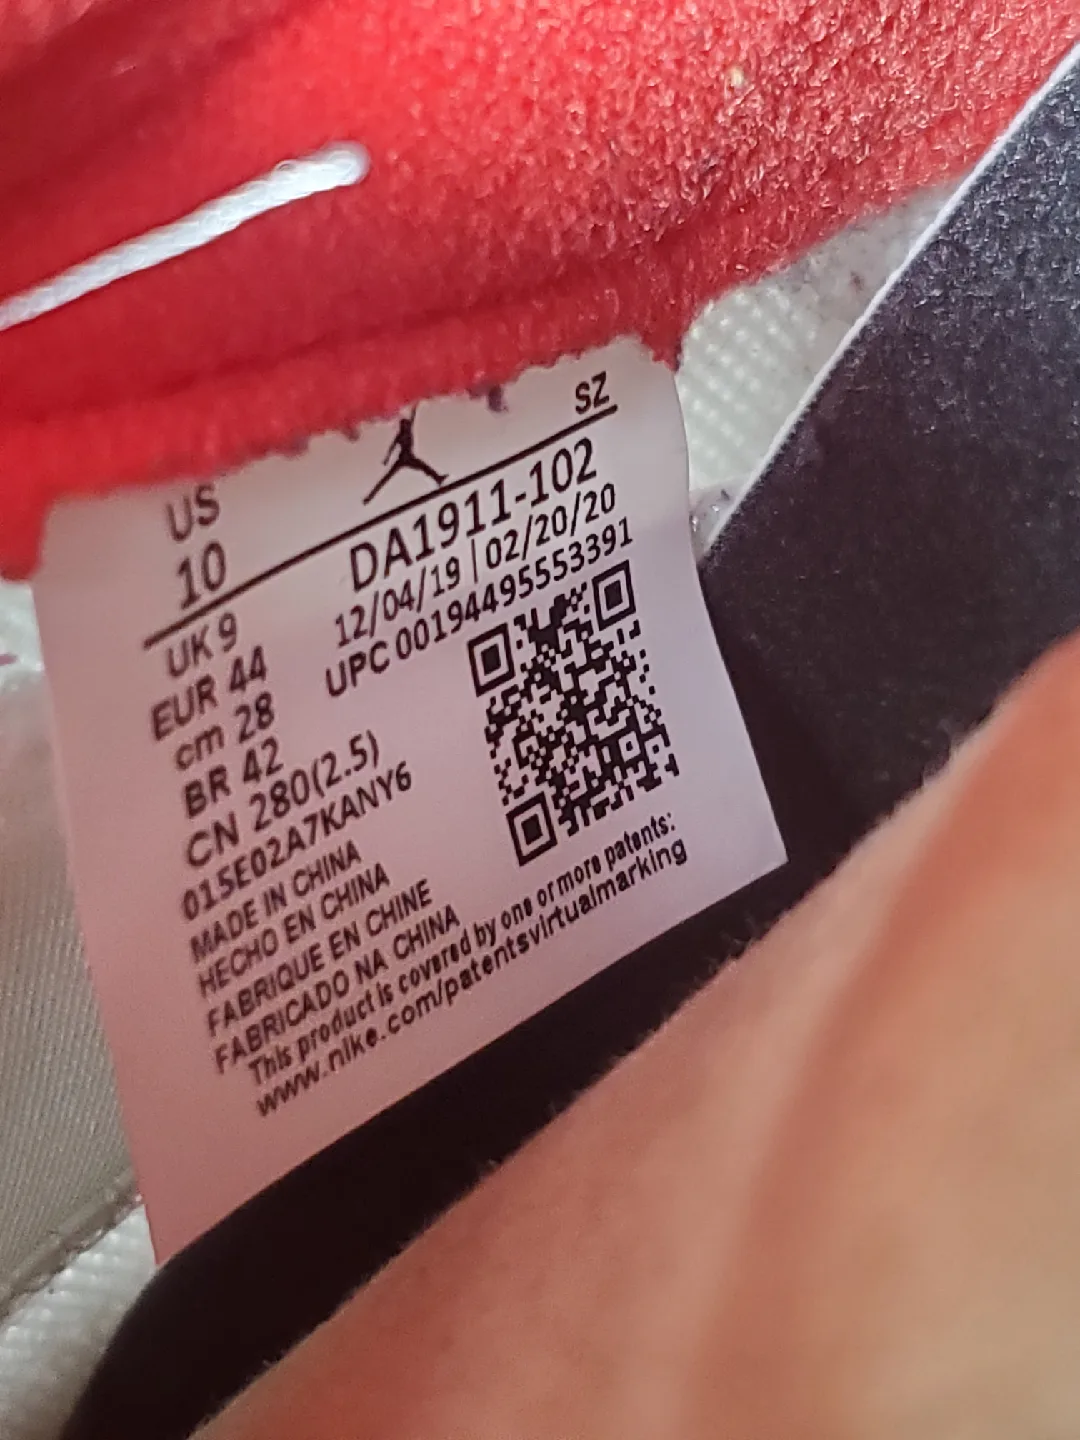 US
10
SZ
DA1911-102
12/04/19 | 02/20/20
UPC 00194495553391
UK 9
EUR 44
cm 28
BR 42
CN 280(2.5)
015E02A7KANY6
MADE IN CHINA
HECHO EN CHINA
FABRIQUE EN CHINE
FABRICADO NA CHINA
This product is covered by one or more patents:
www.nike.com/patentsvirtualmarking